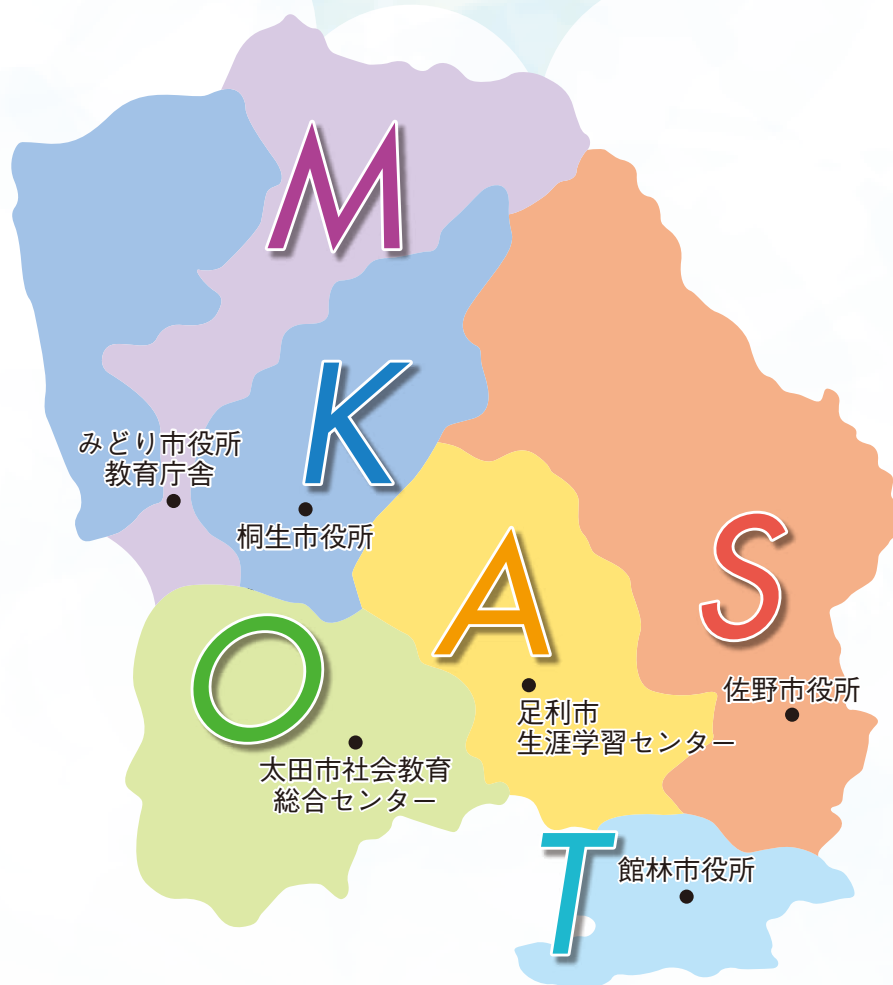 M
K
みどり市役所
教育庁舎
桐生市役所
A
S
O
佐野市役所
足利市
生涯学習センター
太田市社会教育
総合センター
T
館林市役所